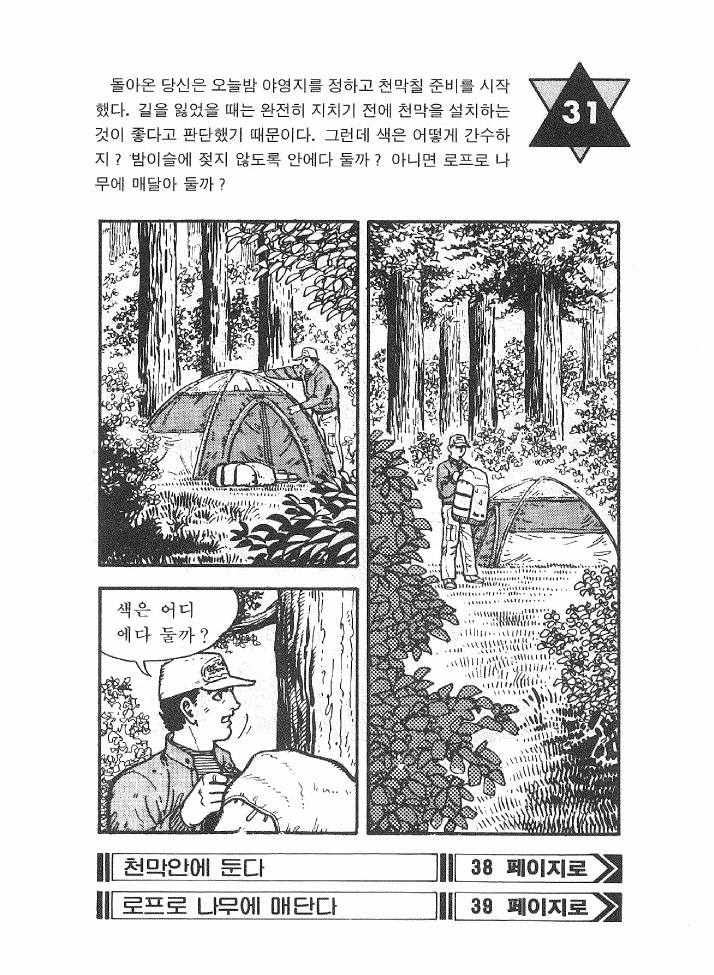 돌아온 당신은 오늘밤 야영지를 정하고 천막칠 준비를 시작
했다. 길을 잃었을 때는 완전히 지치기 전에 천막을 설치하는
것이 좋다고 판단했기 때문이다. 그런데 색은 어떻게 간수하
지? 밤이슬에 젖지 않도록 안에다 둘까? 아니면 로프로 나
무에 매달아 둘까?
31
색은 어디
에다 둘까?
천막안에 둔다
38 페이지로
로프로 나무에 매단다
39 페이지로